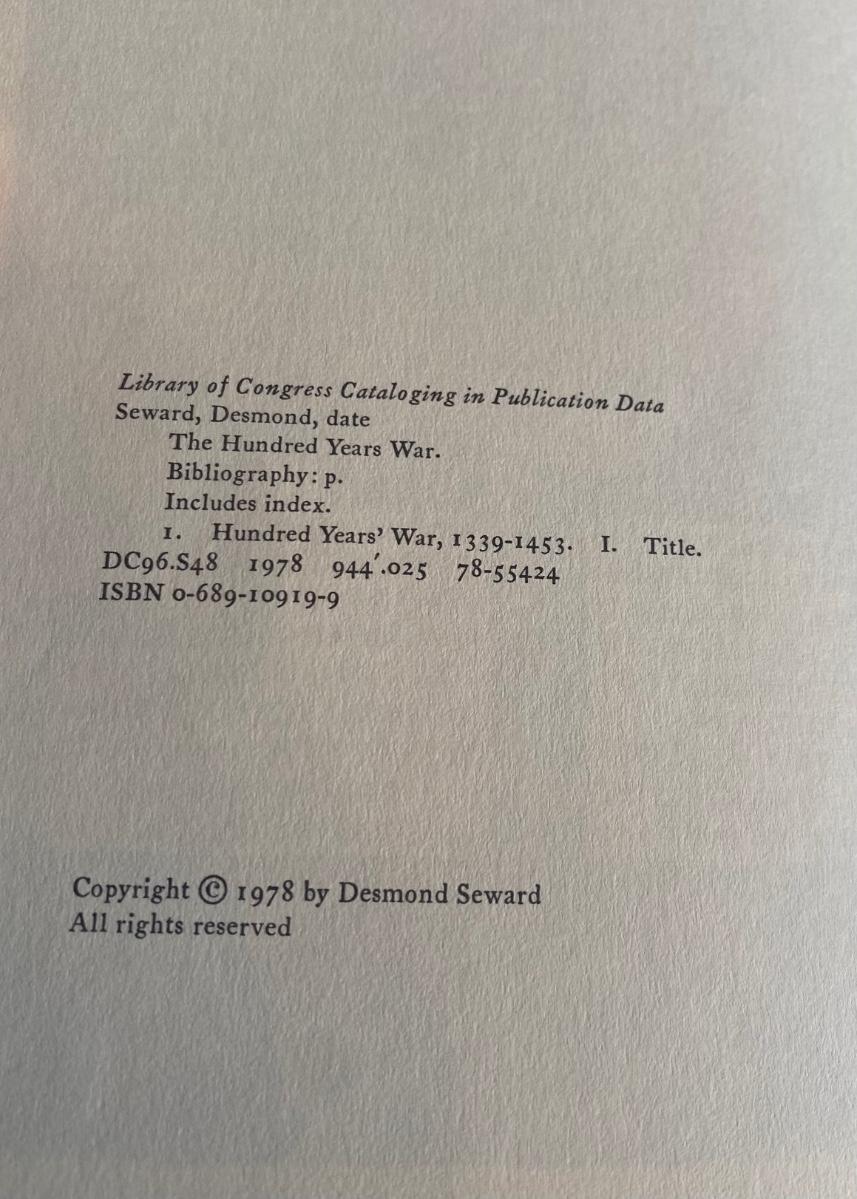 Library of Congress Cataloging in Publication Data
Seward, Desmond, date
The Hundred Years War.
Bibliography: p.
Includes index.
1. Hundred Years’ War, 1339-1453. I. Title.
DC96.S48 1978 944′.025 78-55424
ISBN 0-689-10919-9
Copyright © 1978 by Desmond Seward
All rights reserved